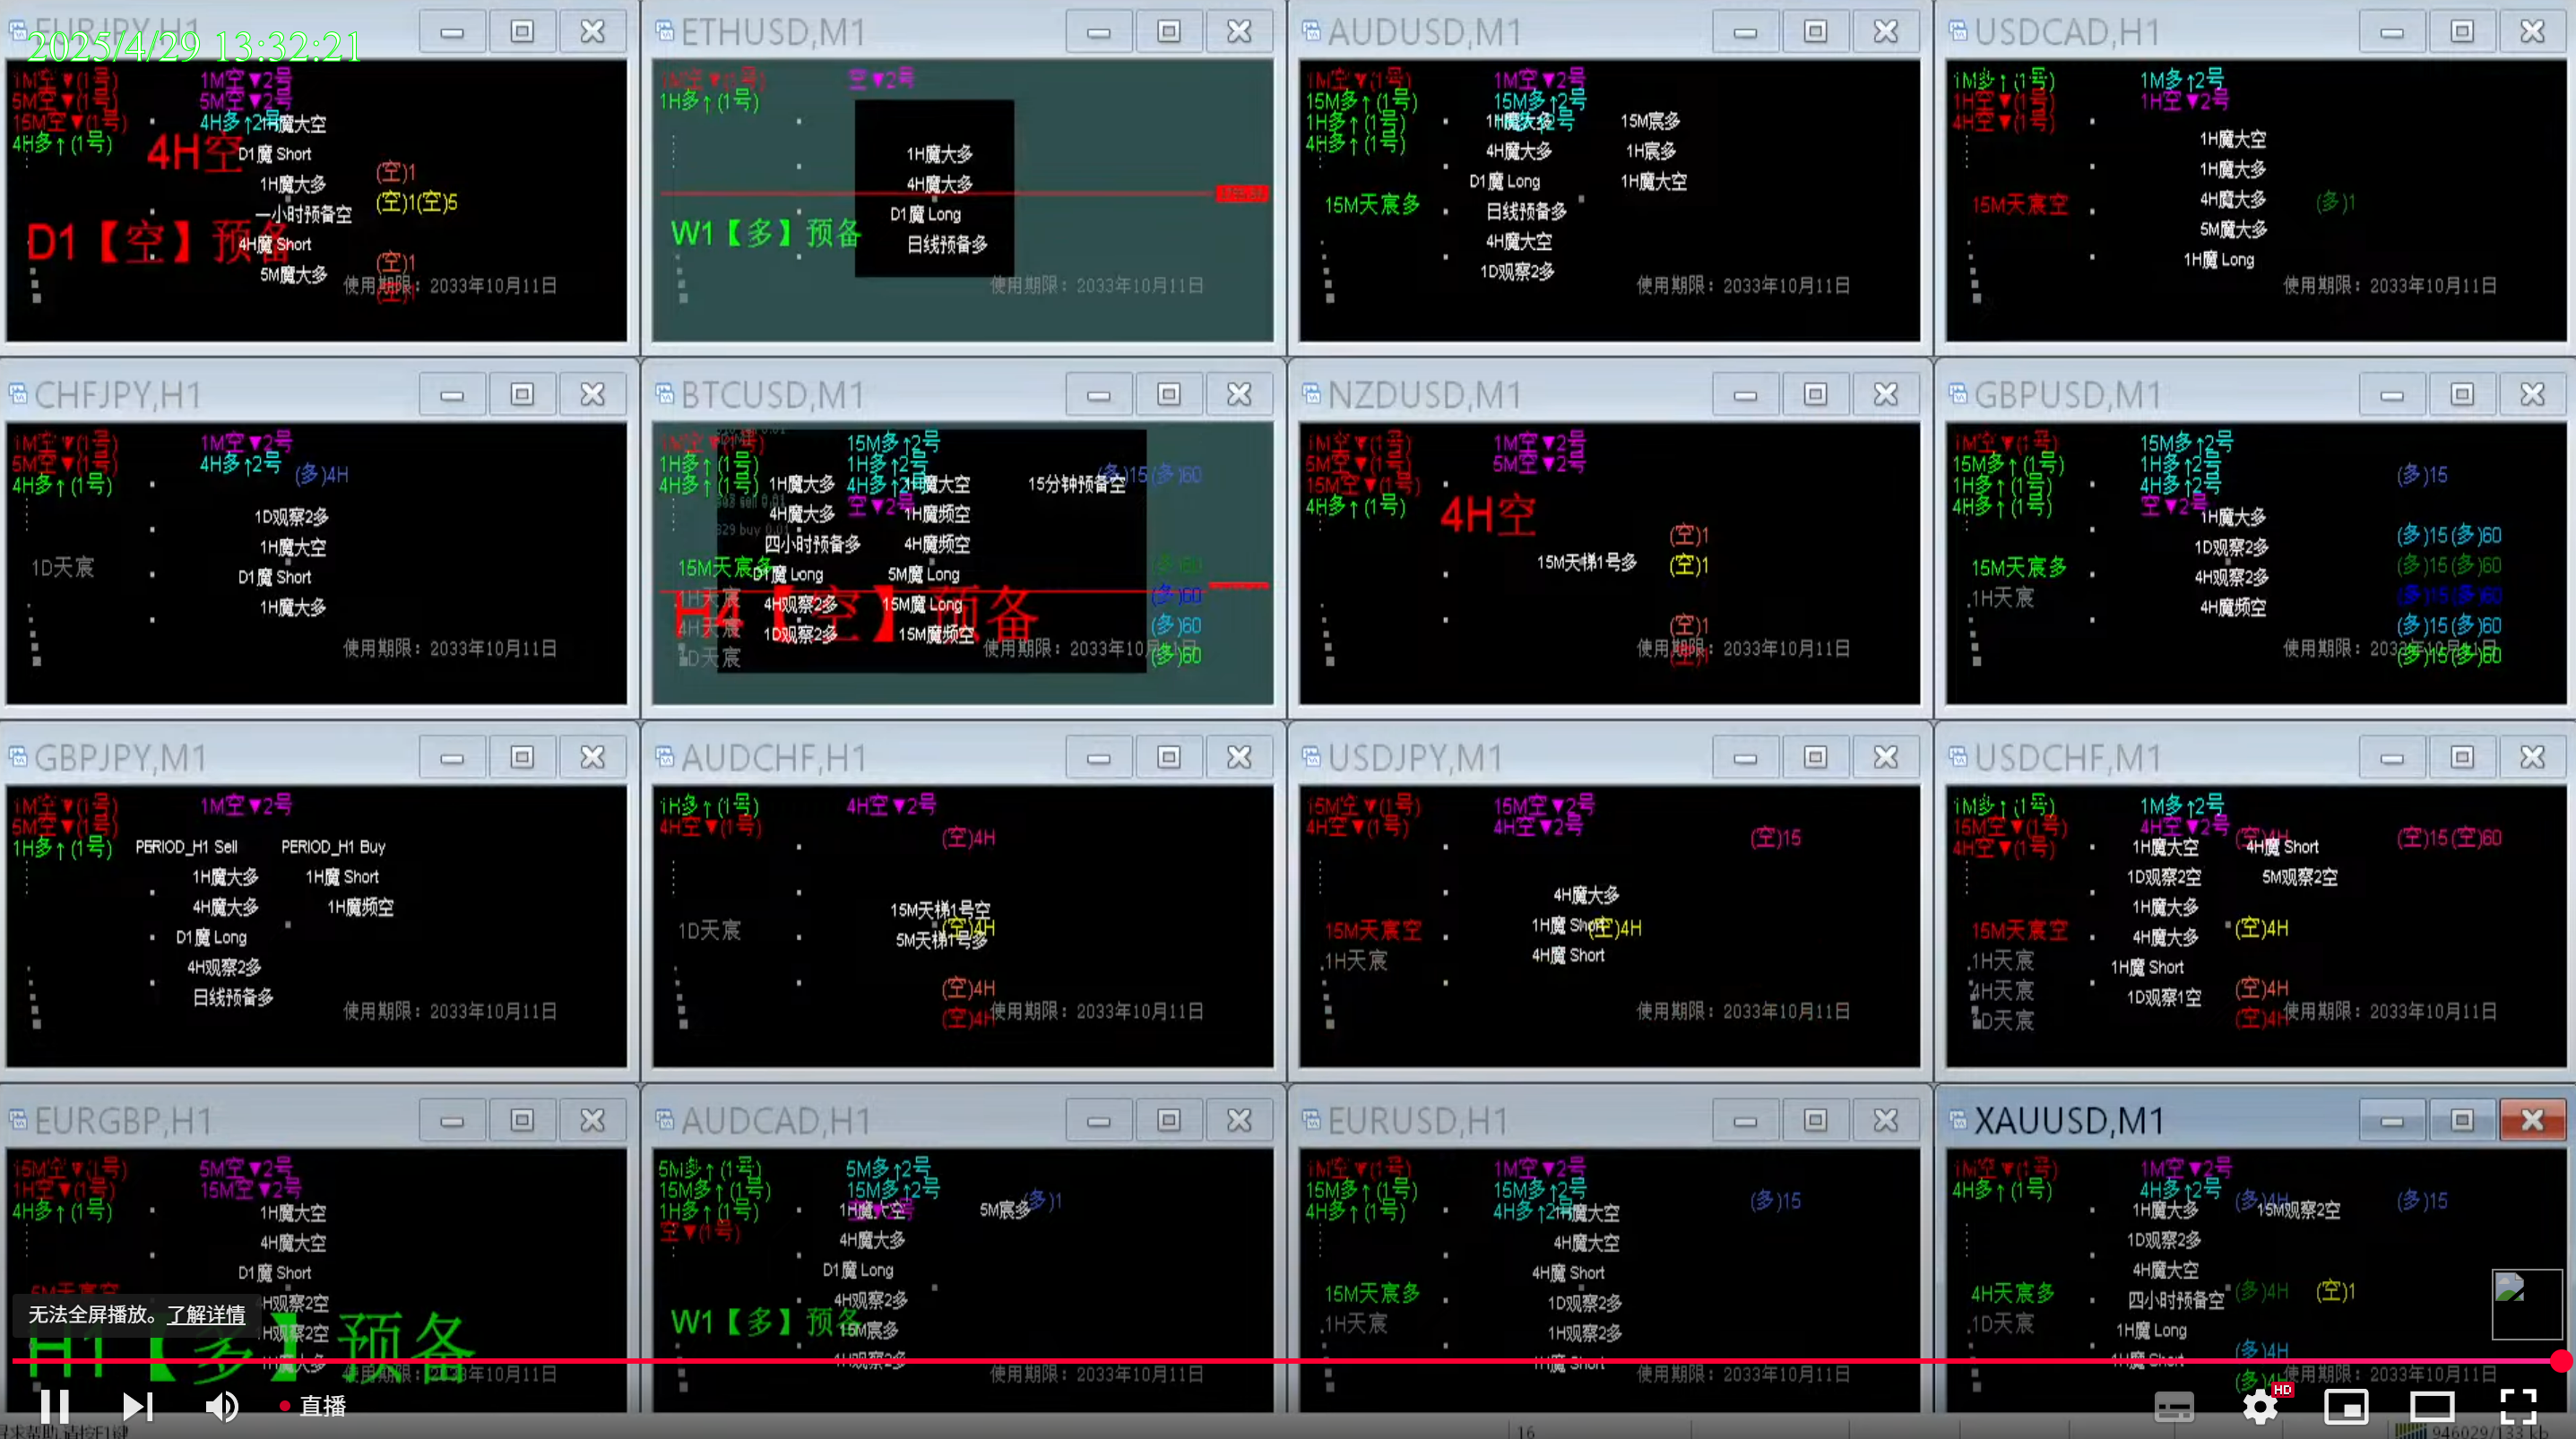 EURJPY,H1
2025/4/29 13:32:21
1M空▼(1号)
5M空▼(1号)
15M空▼(1号)
4H多↑(1号)
1M空▼2号
5M空▼2号
4H多↑2号
1H魔大空
4H空
D1魔 Short
1H魔大多
一小时预备空
D1【空】预备
4H魔 Short
5M魔大多
(空)1
(空)1(空)5
(空)1
(空)1
使用期限：2033年10月11日
ETHUSD,M1
1M空▼(1号)
1H多↑(1号)
空▼2号
1H魔大多
4H魔大多
D1魔 Long
日线预备多
W1【多】预备
使用期限：2033年10月11日
AUDUSD,M1
1M空▼(1号)
15M多↑(1号)
1H多↑(1号)
4H多↑(1号)
1M空▼2号
15M多↑2号
1H魔大多
4H魔大多
D1魔 Long
日线预备多
4H魔大空
1D观察2多
15M宸多
1H宸多
1H魔大空
15M天宸多
使用期限：2033年10月11日
USDCAD,H1
1M多↑(1号)
1H空▼(1号)
4H空▼(1号)
1M多↑2号
1H空▼2号
1H魔大空
1H魔大多
4H魔大多
5M魔大多
1H魔 Long
15M天宸空
(多)1
使用期限：2033年10月11日
CHFJPY,H1
1M空▼(1号)
5M空▼(1号)
4H多↑(1号)
1M空▼2号
4H多↑2号
(多)4H
1D观察2多
1H魔大空
D1魔 Short
1H魔大多
1D天宸
使用期限：2033年10月11日
BTCUSD,M1
1M空▼(1号)
1H多↑(1号)
4H多↑(1号)
15M多↑2号
1H多↑2号
4H多↑2号
空▼2号
1H魔大多
4H魔大多
四小时预备多
D1魔 Long
4H观察2多
1D观察2多
1H魔大空
1H魔频空
4H魔频空
5M魔 Long
15M魔 Long
15M魔频空
15分钟预备空
(多)15(多)60
15M天宸多
1H天宸
4H天宸
1D天宸
H4【空】预备
(多)60
(多)60
(多)60
(多)60
使用期限：2033年10月11日
NZDUSD,M1
1M空▼(1号)
5M空▼(1号)
15M空▼(1号)
4H多↑(1号)
1M空▼2号
5M空▼2号
4H空
15M天梯1号多
(空)1
(空)1
(空)1
(空)1
使用期限：2033年10月11日
GBPUSD,M1
1M空▼(1号)
15M多↑(1号)
1H多↑(1号)
4H多↑(1号)
15M多↑2号
1H多↑2号
4H多↑2号
空▼2号
1H魔大多
1D观察2多
4H观察2多
4H魔频空
15M天宸多
1H天宸
(多)15
(多)15(多)60
(多)15(多)60
(多)15(多)60
(多)15(多)60
(多)15(多)60
使用期限：2033年10月11日
GBPJPY,M1
1M空▼(1号)
5M空▼(1号)
1H多↑(1号)
1M空▼2号
PERIOD_H1 Sell
1H魔大多
4H魔大多
D1魔 Long
4H观察2多
日线预备多
PERIOD_H1 Buy
1H魔 Short
1H魔频空
使用期限：2033年10月11日
AUDCHF,H1
1H多↑(1号)
4H空▼(1号)
4H空▼2号
(空)4H
15M天梯1号空
(空)4H
5M天梯1号多
1D天宸
(空)4H
(空)4H
使用期限：2033年10月11日
USDJPY,M1
15M空▼(1号)
4H空▼(1号)
15M空▼2号
4H空▼2号
(空)15
4H魔大多
1H魔 Short
(空)4H
4H魔 Short
15M天宸空
1H天宸
使用期限：2033年10月11日
USDCHF,M1
1M多↑(1号)
15M空▼(1号)
4H空▼(1号)
1M多↑2号
4H空▼2号
(空)4H
(空)15(空)60
1H魔大空
1D观察2空
1H魔大多
4H魔大多
1H魔 Short
1D观察1空
4H魔 Short
5M观察2空
15M天宸空
1H天宸
4H天宸
1D天宸
(空)4H
(空)4H
(空)4H
使用期限：2033年10月11日
EURGBP,H1
15M空▼(1号)
1H空▼(1号)
4H多↑(1号)
5M空▼2号
15M空▼2号
1H魔大空
4H魔大空
D1魔 Short
4H观察2空
1H观察2空
H1【多】预备
使用期限：2033年10月11日
AUDCAD,H1
5M多↑(1号)
15M多↑(1号)
1H多↑(1号)
空▼(1号)
5M多↑2号
15M多↑2号
1H魔大空
4H魔大多
D1魔 Long
4H观察2多
15M宸多
1H观察2多
5M宸多
(多)1
W1【多】预备
使用期限：2033年10月11日
EURUSD,H1
1M空▼(1号)
15M多↑(1号)
4H多↑(1号)
1M空▼2号
15M多↑2号
4H多↑2号
1H魔大空
4H魔大空
4H魔 Short
1D观察2多
1H观察2多
1H魔 Short
(多)15
15M天宸多
1H天宸
使用期限：2033年10月11日
XAUUSD,M1
1M空▼(1号)
4H多↑(1号)
1M空▼2号
4H多↑2号
(多)4H
15M观察2空
(多)15
1H魔大多
1D观察2多
4H魔大空
四小时预备空
1H魔 Long
1H魔 Short
4H天宸多
1D天宸
(多)4H
(空)1
(多)4H
(多)4H
使用期限：2033年10月11日
无法全屏播放。了解详情
直播
HD
16
946029/133 kb